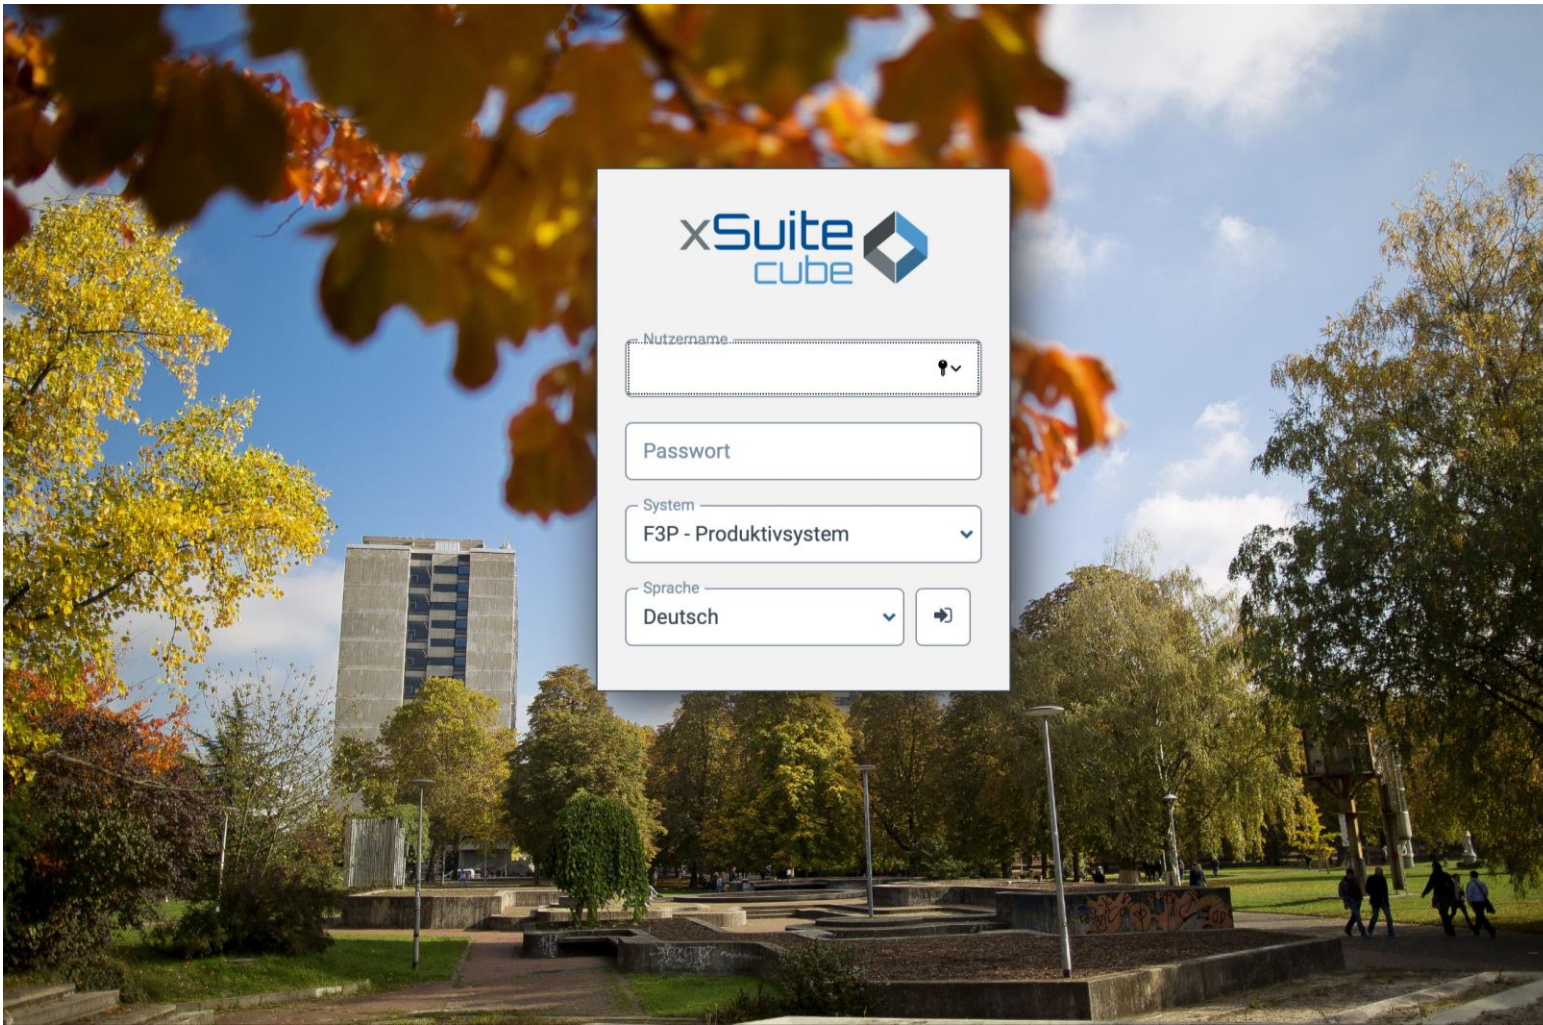 xSuite
cube
Nutzername
Passwort
System
F3P - Produktivsystem
Sprache
Deutsch